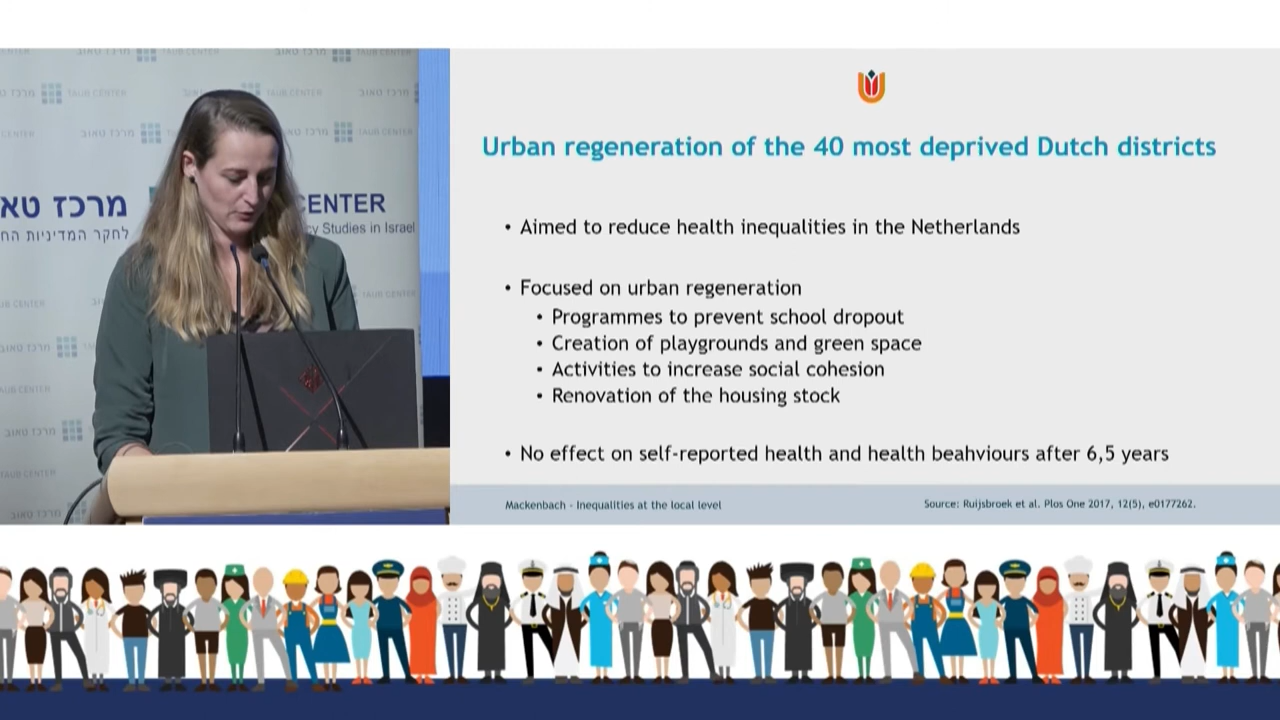 מרכז טאוב
TAUB CENTER
מרכז טא
CENTER
לחקר המדיניות הח
cy Studies in Israel
Urban regeneration of the 40 most deprived Dutch districts
• Aimed to reduce health inequalities in the Netherlands
• Focused on urban regeneration
• Programmes to prevent school dropout
• Creation of playgrounds and green space
• Activities to increase social cohesion
• Renovation of the housing stock
• No effect on self-reported health and health beahviours after 6,5 years
Mackenbach - Inequalities at the local level
Source: Ruijsbroek et al. Plos One 2017, 12(5), e0177262.